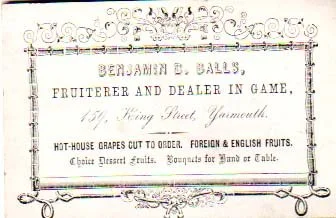 BENJAMIN D. BALLS,
FRUITERER AND DEALER IN GAME,
159, King Street, Yarmouth.
HOT-HOUSE GRAPES CUT TO ORDER. FOREIGN & ENGLISH FRUITS.
Choice Dessert Fruits. Bouquets for Hand or Table.